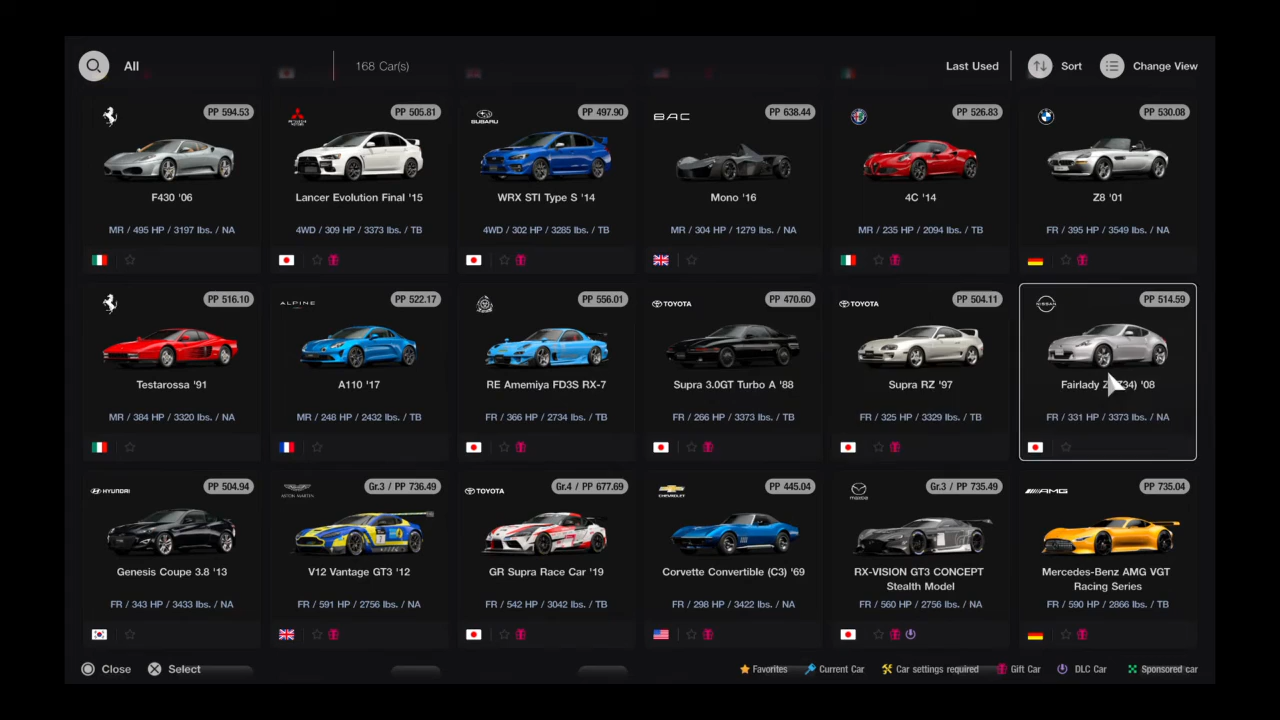 All
168 Car(s)
Last Used
Sort
Change View
PP 594.53
F430 '06
MR / 495 HP / 3197 lbs. / NA
MITSUBISHI MOTORS
PP 505.81
Lancer Evolution Final '15
4WD / 309 HP / 3373 lbs. / TB
SUBARU
PP 497.90
WRX STI Type S '14
4WD / 302 HP / 3285 lbs. / TB
BAC
PP 638.44
Mono '16
MR / 304 HP / 1279 lbs. / NA
PP 526.83
4C '14
MR / 235 HP / 2094 lbs. / TB
PP 530.08
Z8 '01
FR / 395 HP / 3549 lbs. / NA
PP 516.10
Testarossa '91
MR / 384 HP / 3320 lbs. / NA
ALPINE
PP 522.17
A110 '17
MR / 248 HP / 2432 lbs. / TB
PP 556.01
RE Amemiya FD3S RX-7
FR / 366 HP / 2734 lbs. / TB
TOYOTA
PP 470.60
Supra 3.0GT Turbo A '88
FR / 266 HP / 3373 lbs. / TB
TOYOTA
PP 504.11
Supra RZ '97
FR / 325 HP / 3329 lbs. / TB
NISSAN
PP 514.59
Fairlady Z 34) '08
FR / 331 HP / 3373 lbs. / NA
HYUNDAI
PP 504.94
Genesis Coupe 3.8 '13
FR / 343 HP / 3433 lbs. / NA
ASTON MARTIN
Gr.3 / PP 736.49
V12 Vantage GT3 '12
FR / 591 HP / 2756 lbs. / NA
TOYOTA
Gr.4 / PP 677.69
GR Supra Race Car '19
FR / 542 HP / 3042 lbs. / TB
CHEVROLET
PP 445.04
Corvette Convertible (C3) '69
FR / 298 HP / 3422 lbs. / NA
mazda
Gr.3 / PP 735.49
RX-VISION GT3 CONCEPT
Stealth Model
FR / 560 HP / 2756 lbs. / NA
AMG
PP 735.04
Mercedes-Benz AMG VGT
Racing Series
FR / 590 HP / 2866 lbs. / TB
Close
Select
Favorites
Current Car
Car settings required
Gift Car
DLC Car
Sponsored car